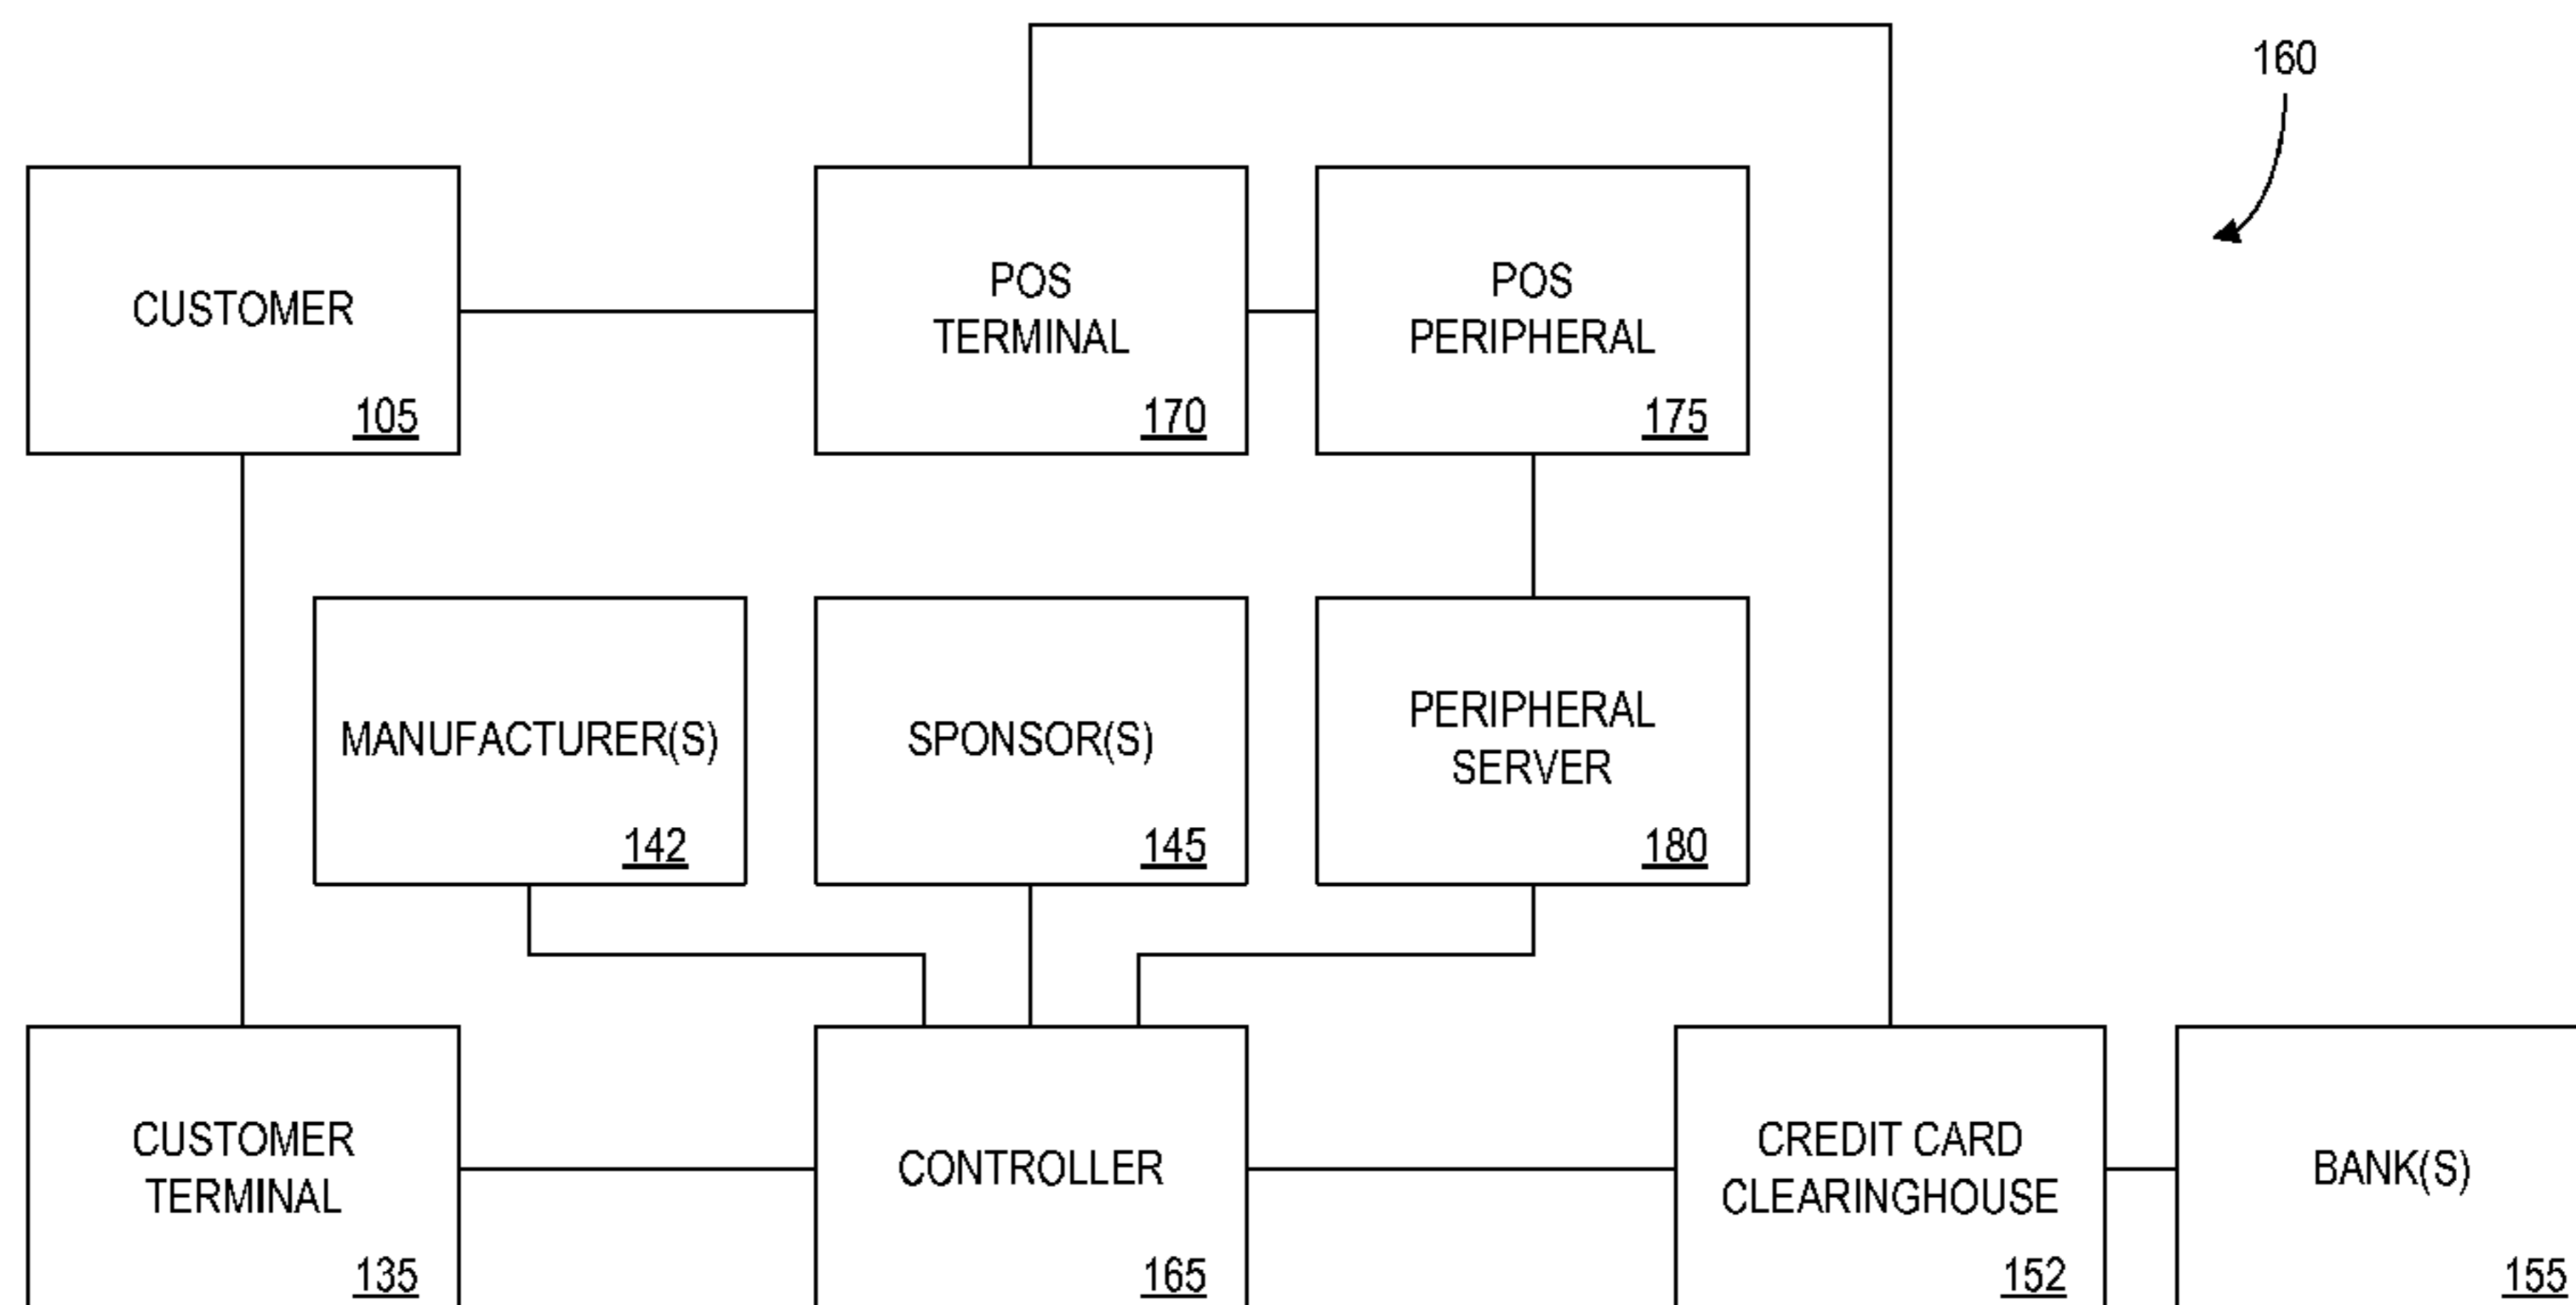 160
CUSTOMER
105
POS
TERMINAL
170
POS
PERIPHERAL
175
MANUFACTURER(S)
142
SPONSOR(S)
145
PERIPHERAL
SERVER
180
CUSTOMER
TERMINAL
135
CONTROLLER
165
CREDIT CARD
CLEARINGHOUSE
152
BANK(S)
155